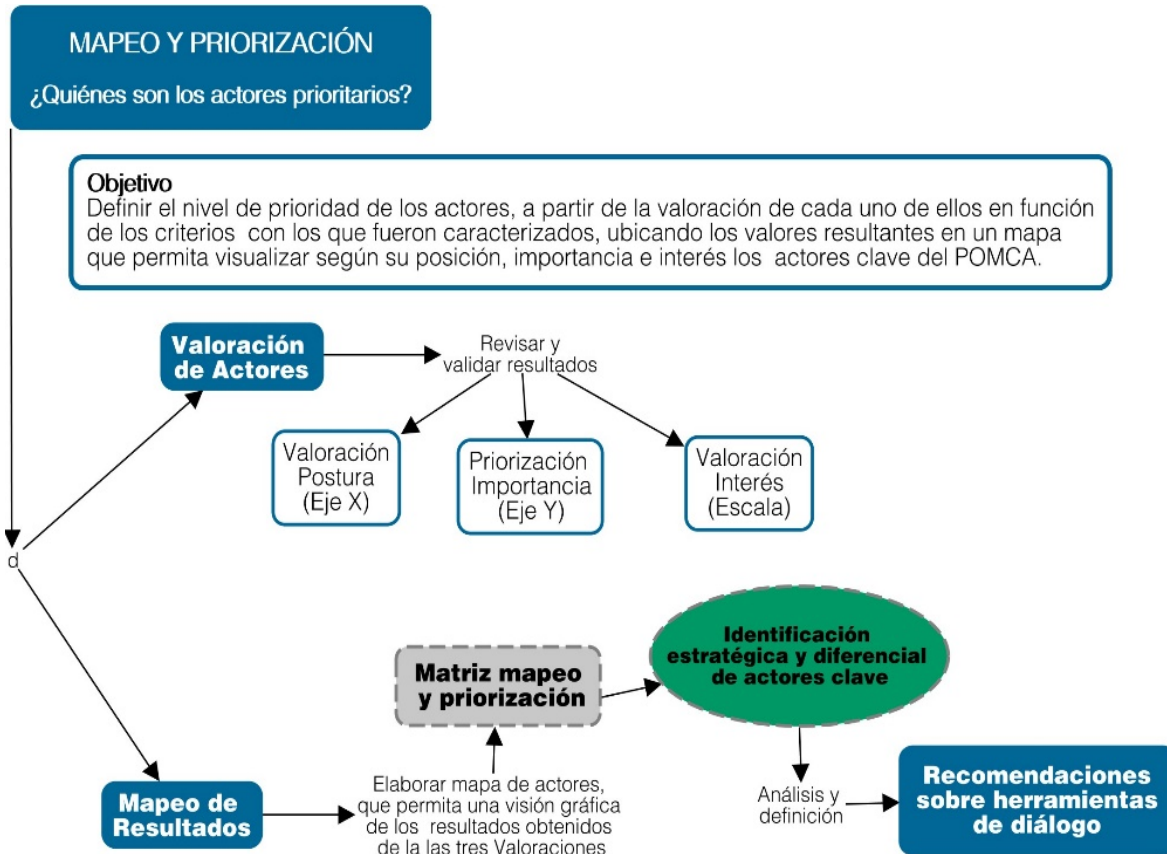 MAPEO Y PRIORIZACIÓN
¿Quiénes son los actores prioritarios?
Objetivo
Definir el nivel de prioridad de los actores, a partir de la valoración de cada uno de ellos en función
de los criterios con los que fueron caracterizados, ubicando los valores resultantes en un mapa
que permita visualizar según su posición, importancia e interés los actores clave del POMCA.
Valoración
de Actores
Revisar y
validar resultados
Valoración
Postura
(Eje X)
Priorización
Importancia
(Eje Y)
Valoración
Interés
(Escala)
d
Mapeo de
Resultados
Elaborar mapa de actores,
que permita una visión gráfica
de los resultados obtenidos
de la las tres Valoraciones
Matriz mapeo
y priorización
Identificación
estratégica y diferencial
de actores clave
Análisis y
definición
Recomendaciones
sobre herramientas
de diálogo